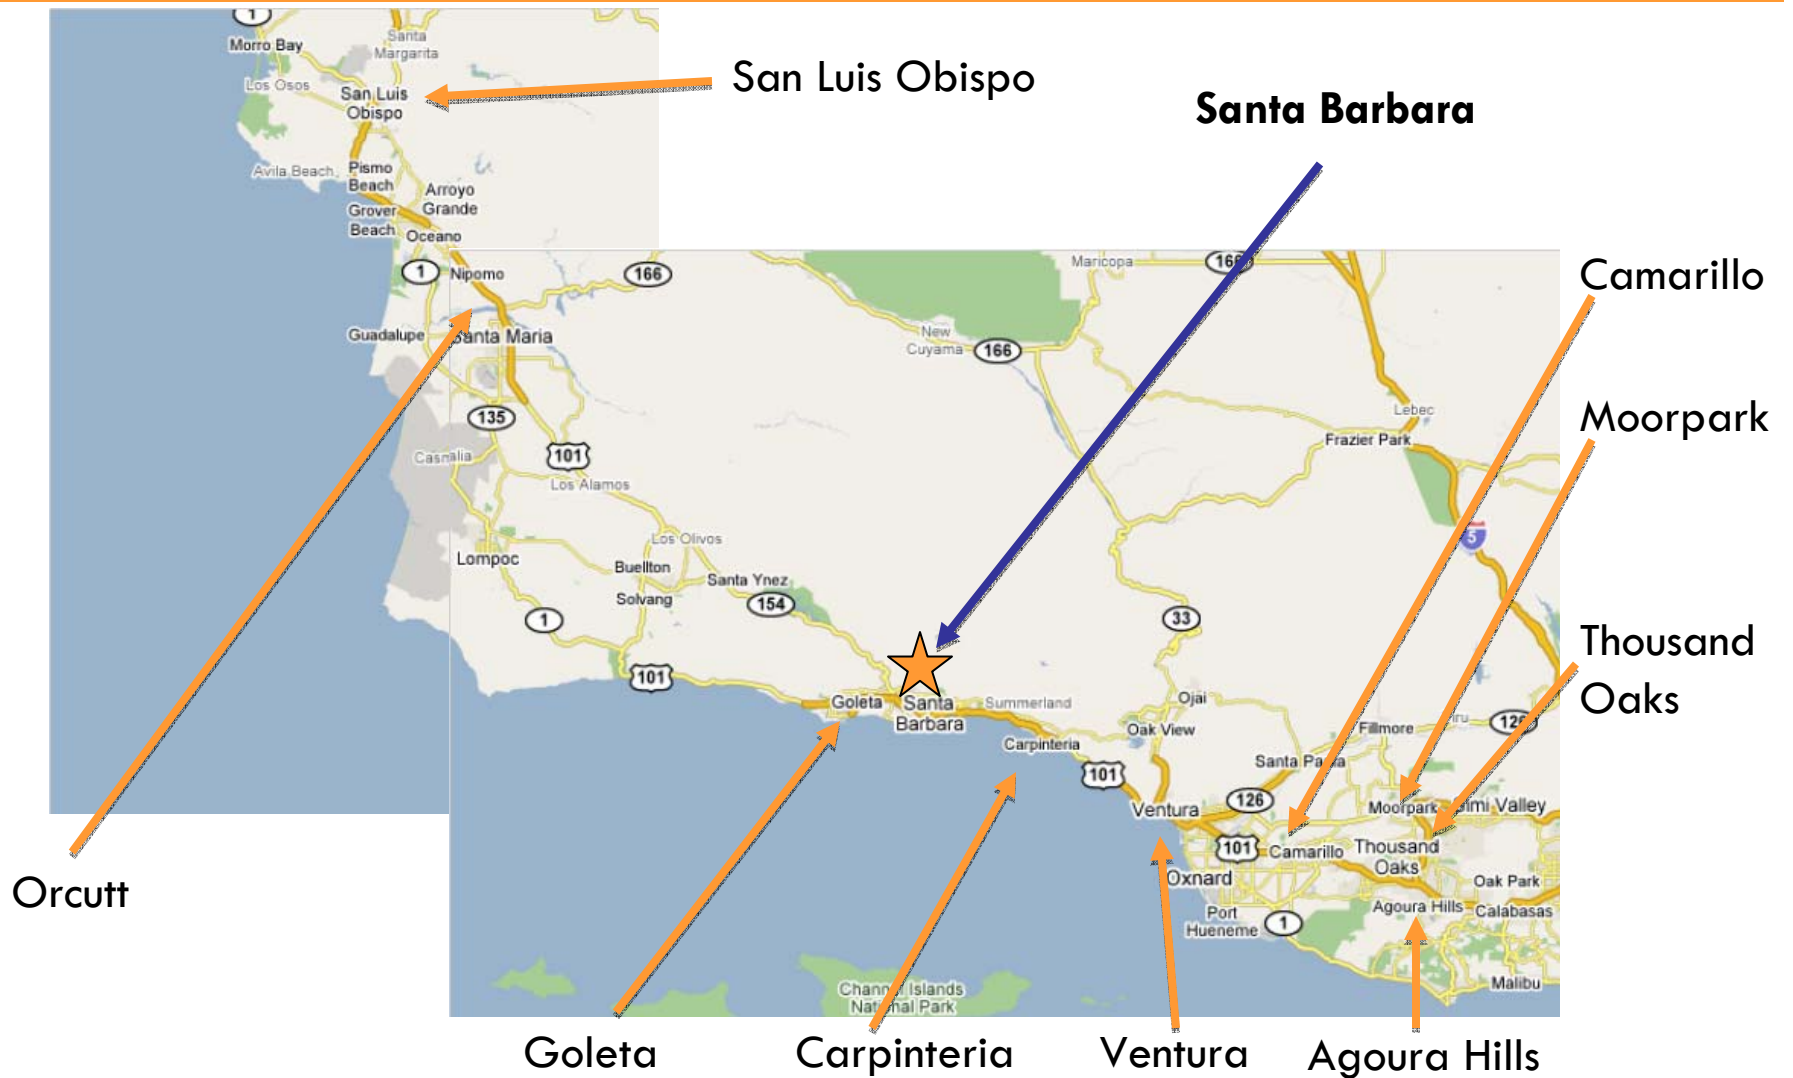 1
Morro Bay
Santa
Margarita
Los Osos
San Luis
Obispo
San Luis Obispo
Santa Barbara
Avila Beach
Pismo
Beach
Arroyo
Grande
Grover
Beach
Oceano
1
Nipomo
166
Maricopa
166
Camarillo
Guadalupe
Santa Maria
New
Cuyama
166
135
Lebec
Moorpark
Frazier Park
Casmalia
101
Los Alamos
5
Los Olivos
Lompoc
Buellton
Santa Ynez
Solvang
154
1
33
Thousand
Oaks
101
Goleta
Santa
Barbara
Summerland
Ojai
Carpinteria
Oak View
Fillmore
Piru
126
Santa Paula
101
Ventura
126
Moorpark
Simi Valley
101
Camarillo
Thousand
Oaks
Oxnard
Oak Park
Orcutt
Port
Hueneme
1
Agoura Hills
Calabasas
Malibu
Channel Islands
National Park
Goleta
Carpinteria
Ventura
Agoura Hills